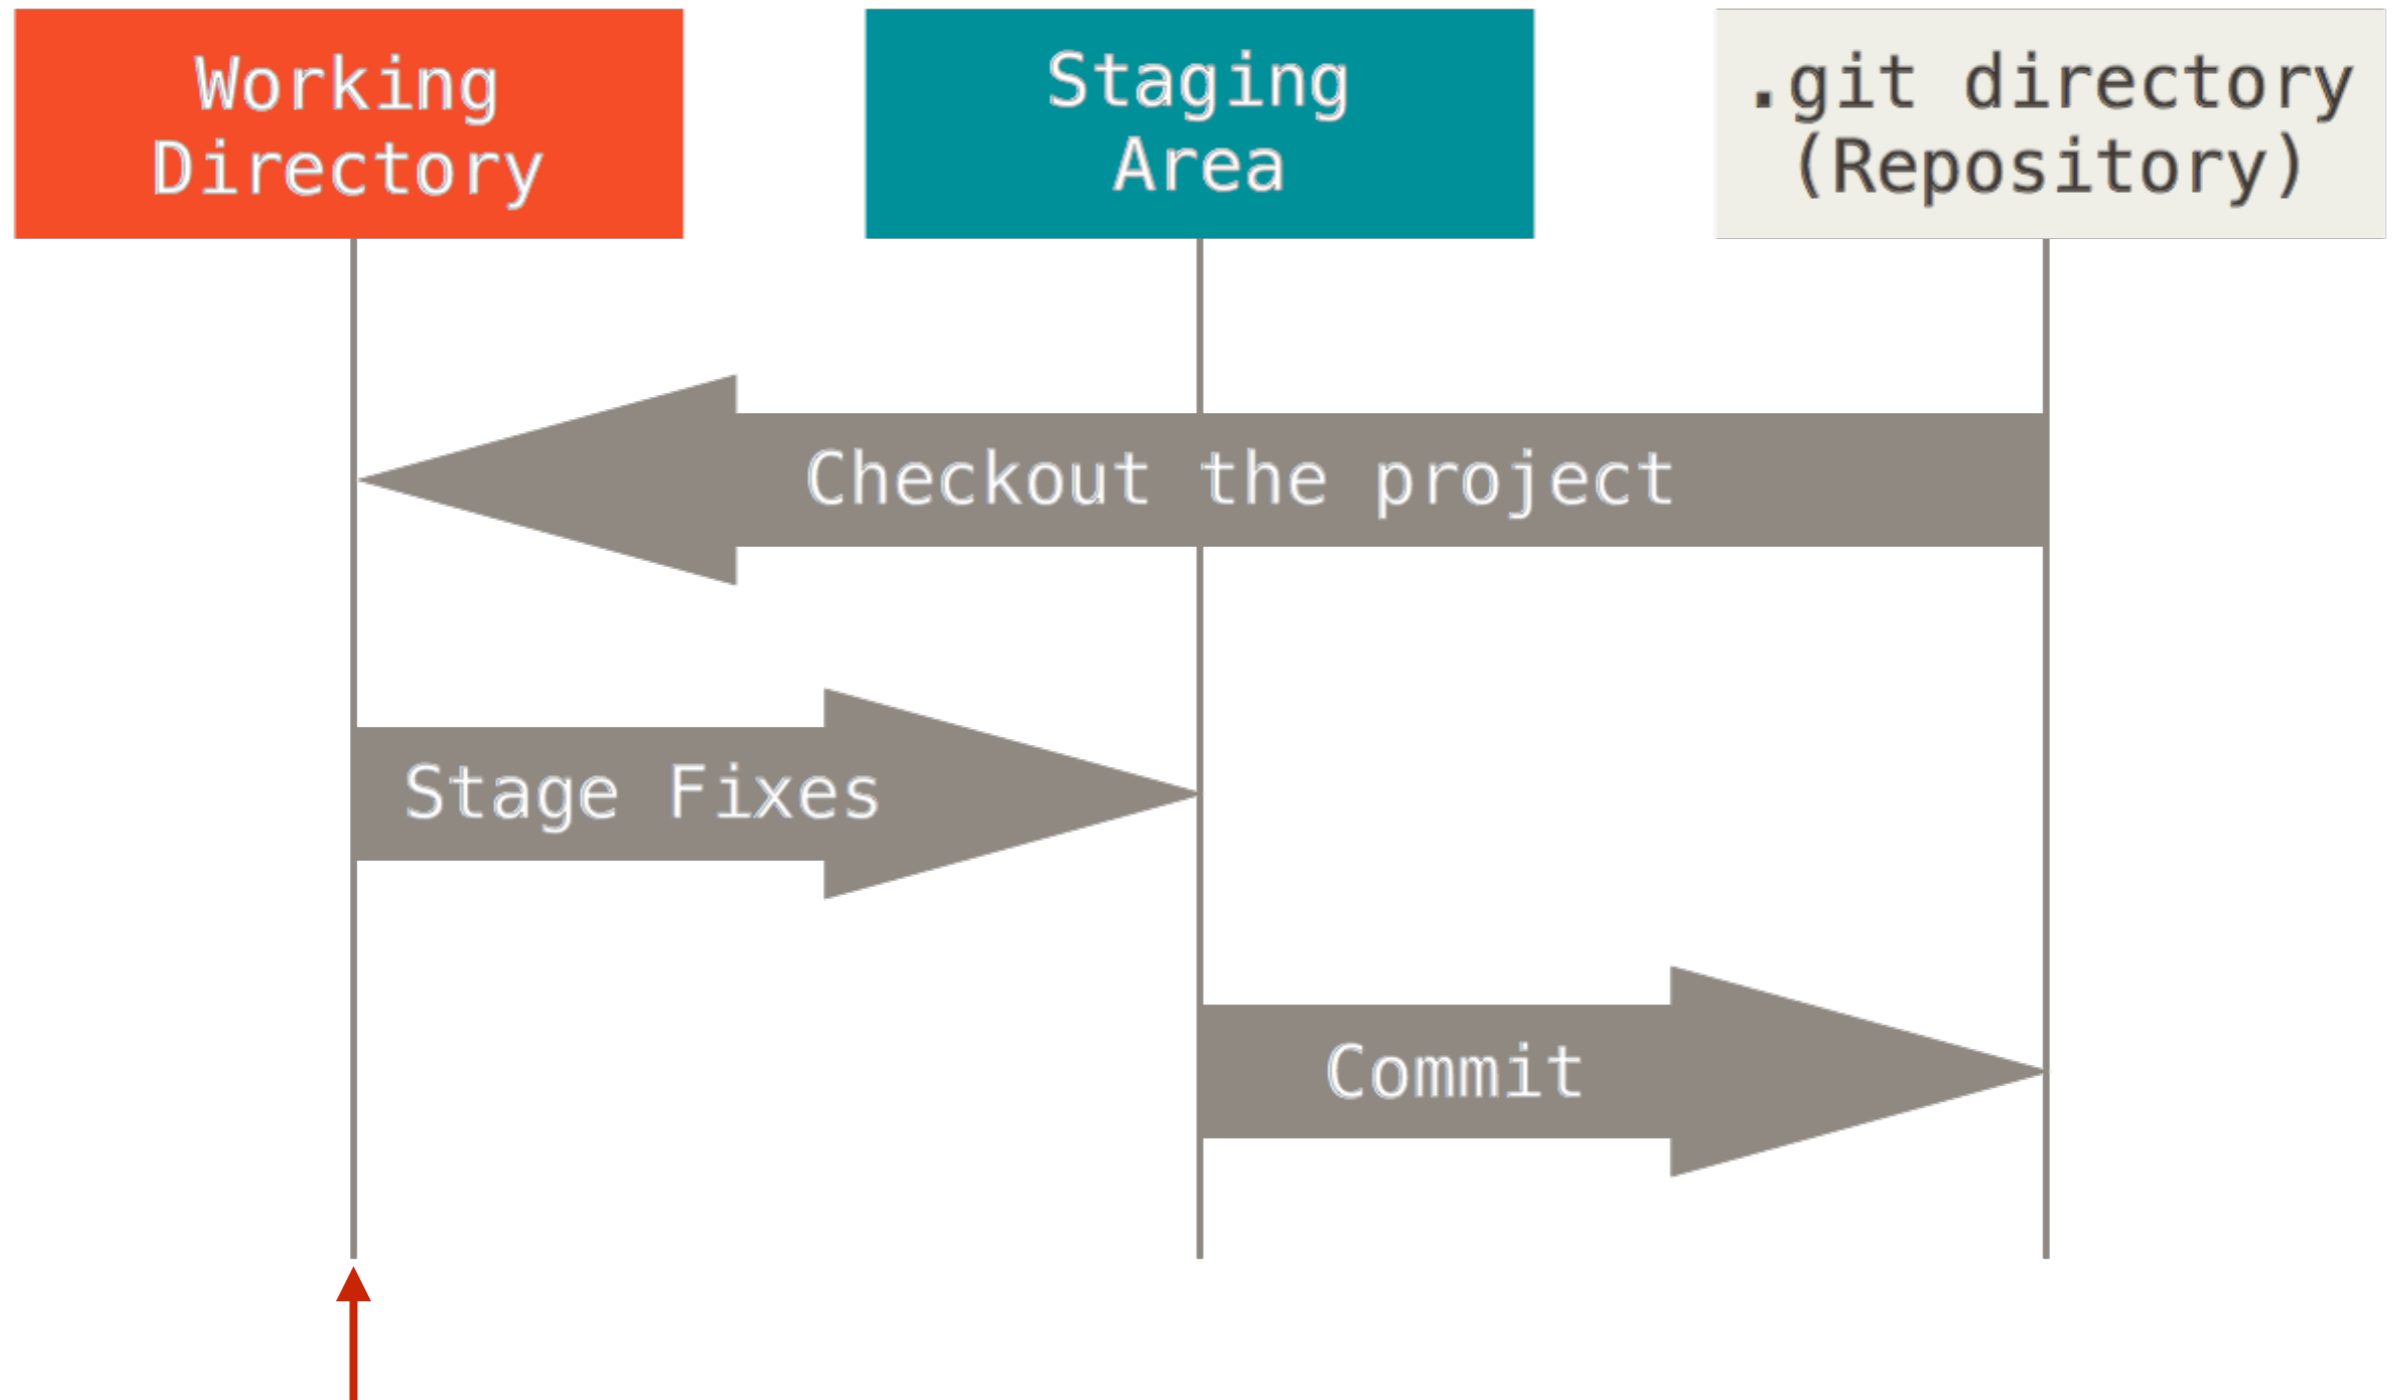 Working
Directory
Staging
Area
.git directory
(Repository)
Checkout the project
Stage Fixes
Commit